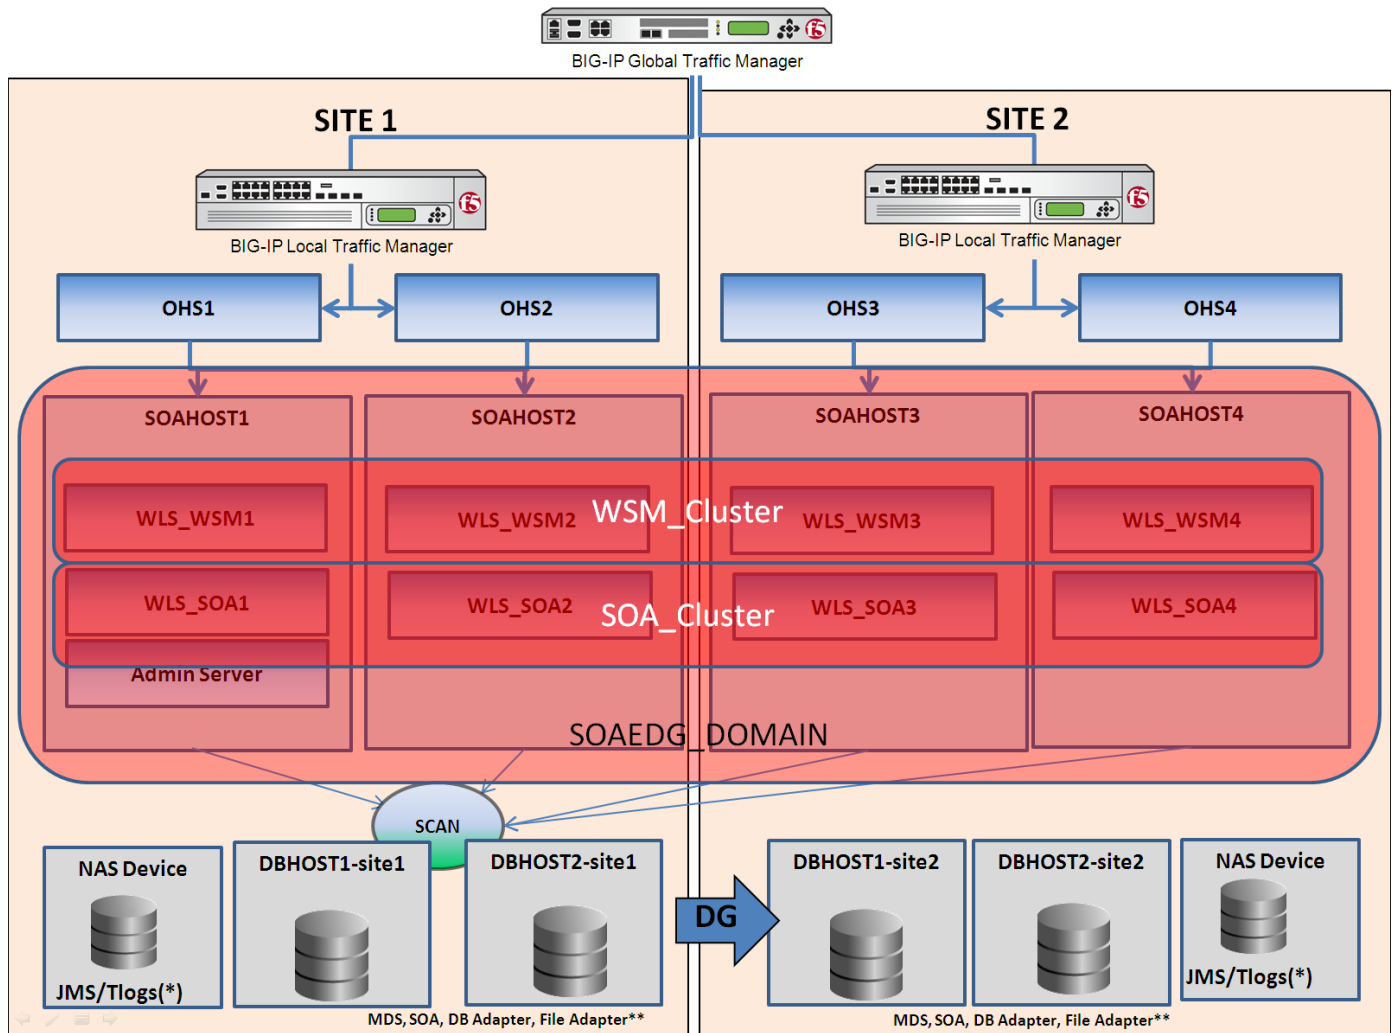 f5
BIG-IP Global Traffic Manager
SITE 1
SITE 2
f5
f5
BIG-IP Local Traffic Manager
BIG-IP Local Traffic Manager
OHS1
OHS2
OHS3
OHS4
SOAHOST1
SOAHOST2
SOAHOST3
SOAHOST4
WSM_Cluster
WLS_WSM1
WLS_WSM2
WLS_WSM3
WLS_WSM4
SOA_Cluster
WLS_SOA1
WLS_SOA2
WLS_SOA3
WLS_SOA4
Admin Server
SOAEDG_DOMAIN
SCAN
NAS Device
JMS/Tlogs(*)
DBHOST1-site1
DBHOST2-site1
DG
DBHOST1-site2
DBHOST2-site2
NAS Device
JMS/Tlogs(*)
MDS, SOA, DB Adapter, File Adapter**
MDS, SOA, DB Adapter, File Adapter**